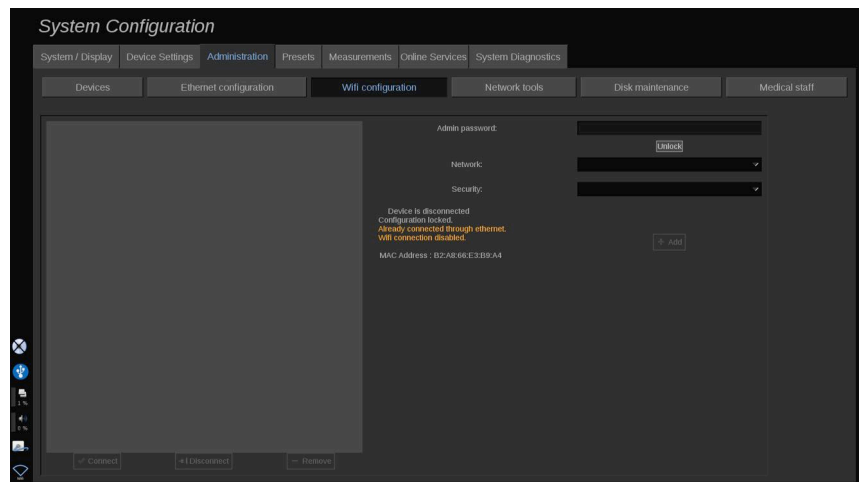 System Configuration
System / Display Device Settings Administration Presets Measurements Online Services System Diagnostics
Devices Ethernet configuration Wifi configuration Network tools Disk maintenance Medical staff
Admin password:
Unlock
Network:
Security:
Device is disconnected
Configuration locked.
Already connected through ethernet.
Wifi connection disabled.
+ Add
MAC Address : B2:A8:66:E3:B9:A4
1 %
0 %
Connect Disconnect Remove